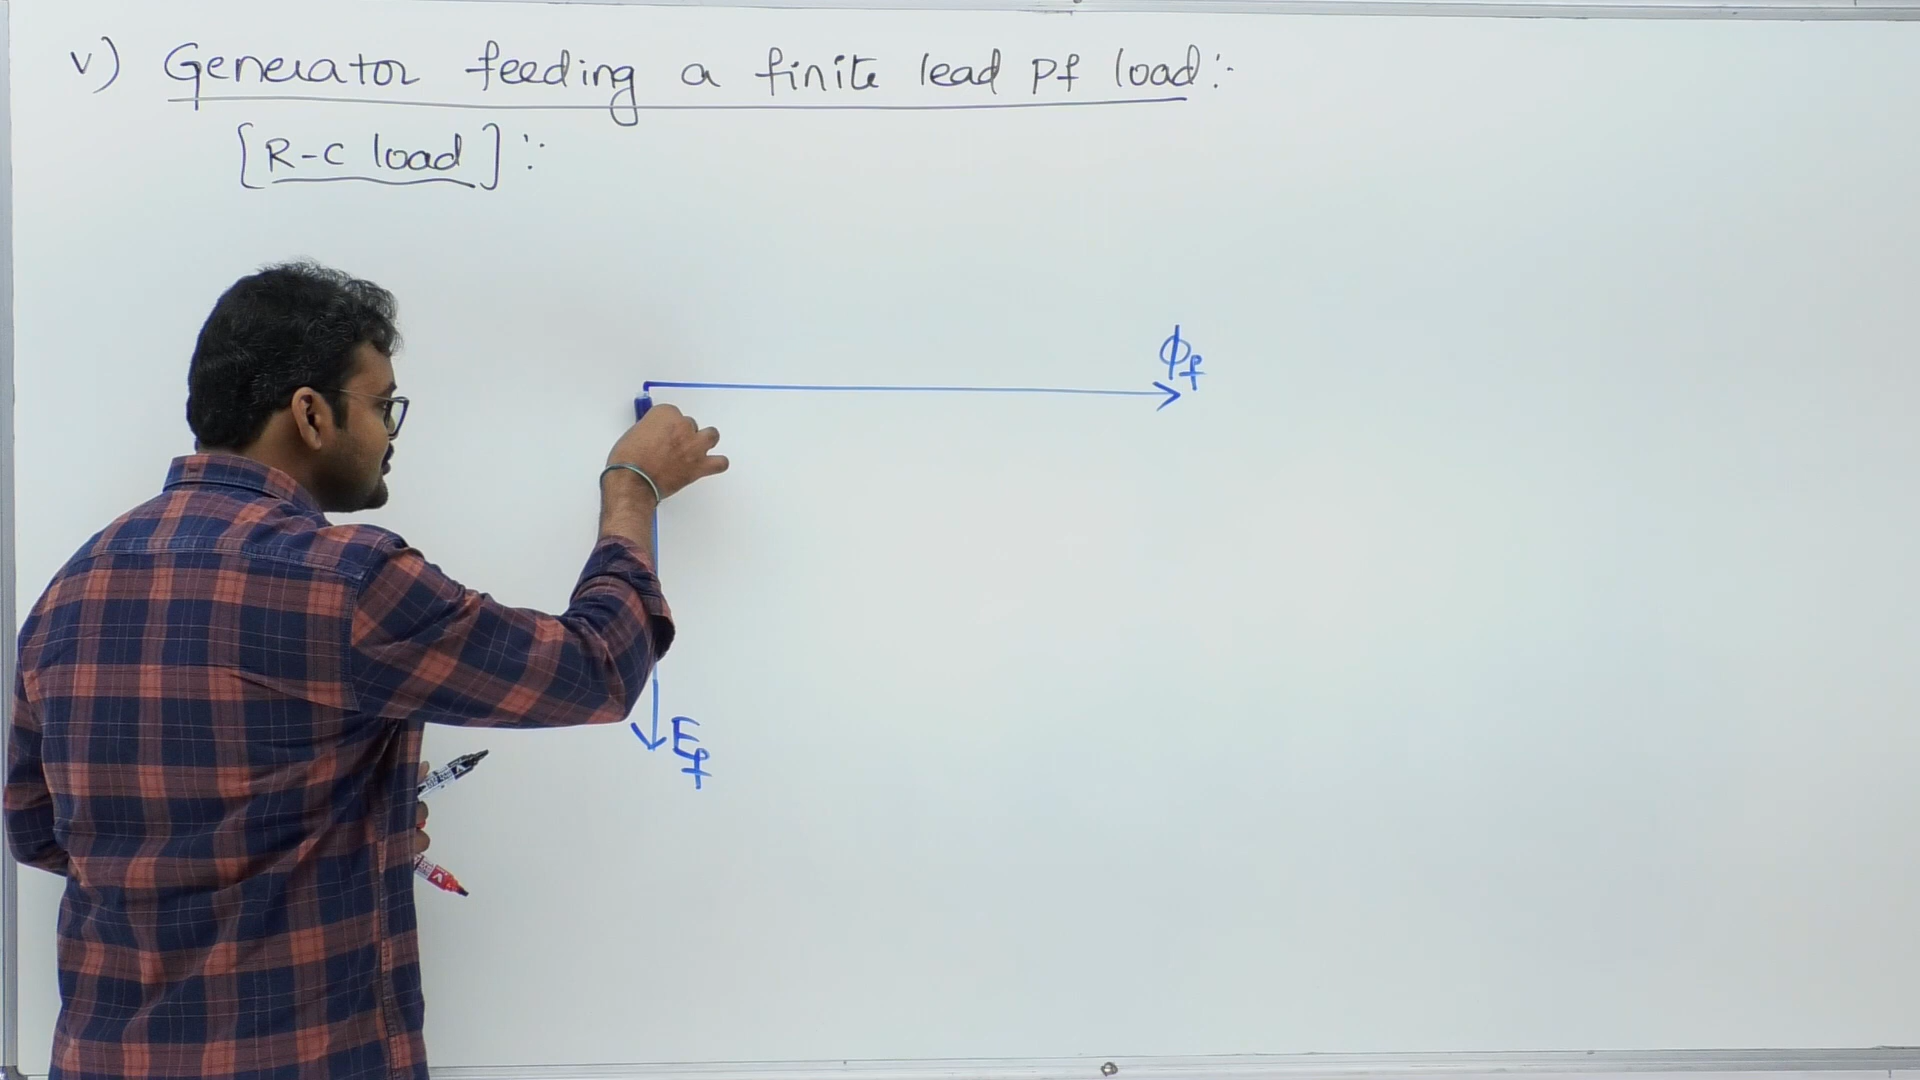 v) Generator feeding a finite lead Pf load:-
[R-C load]:-
ϕf
Ef